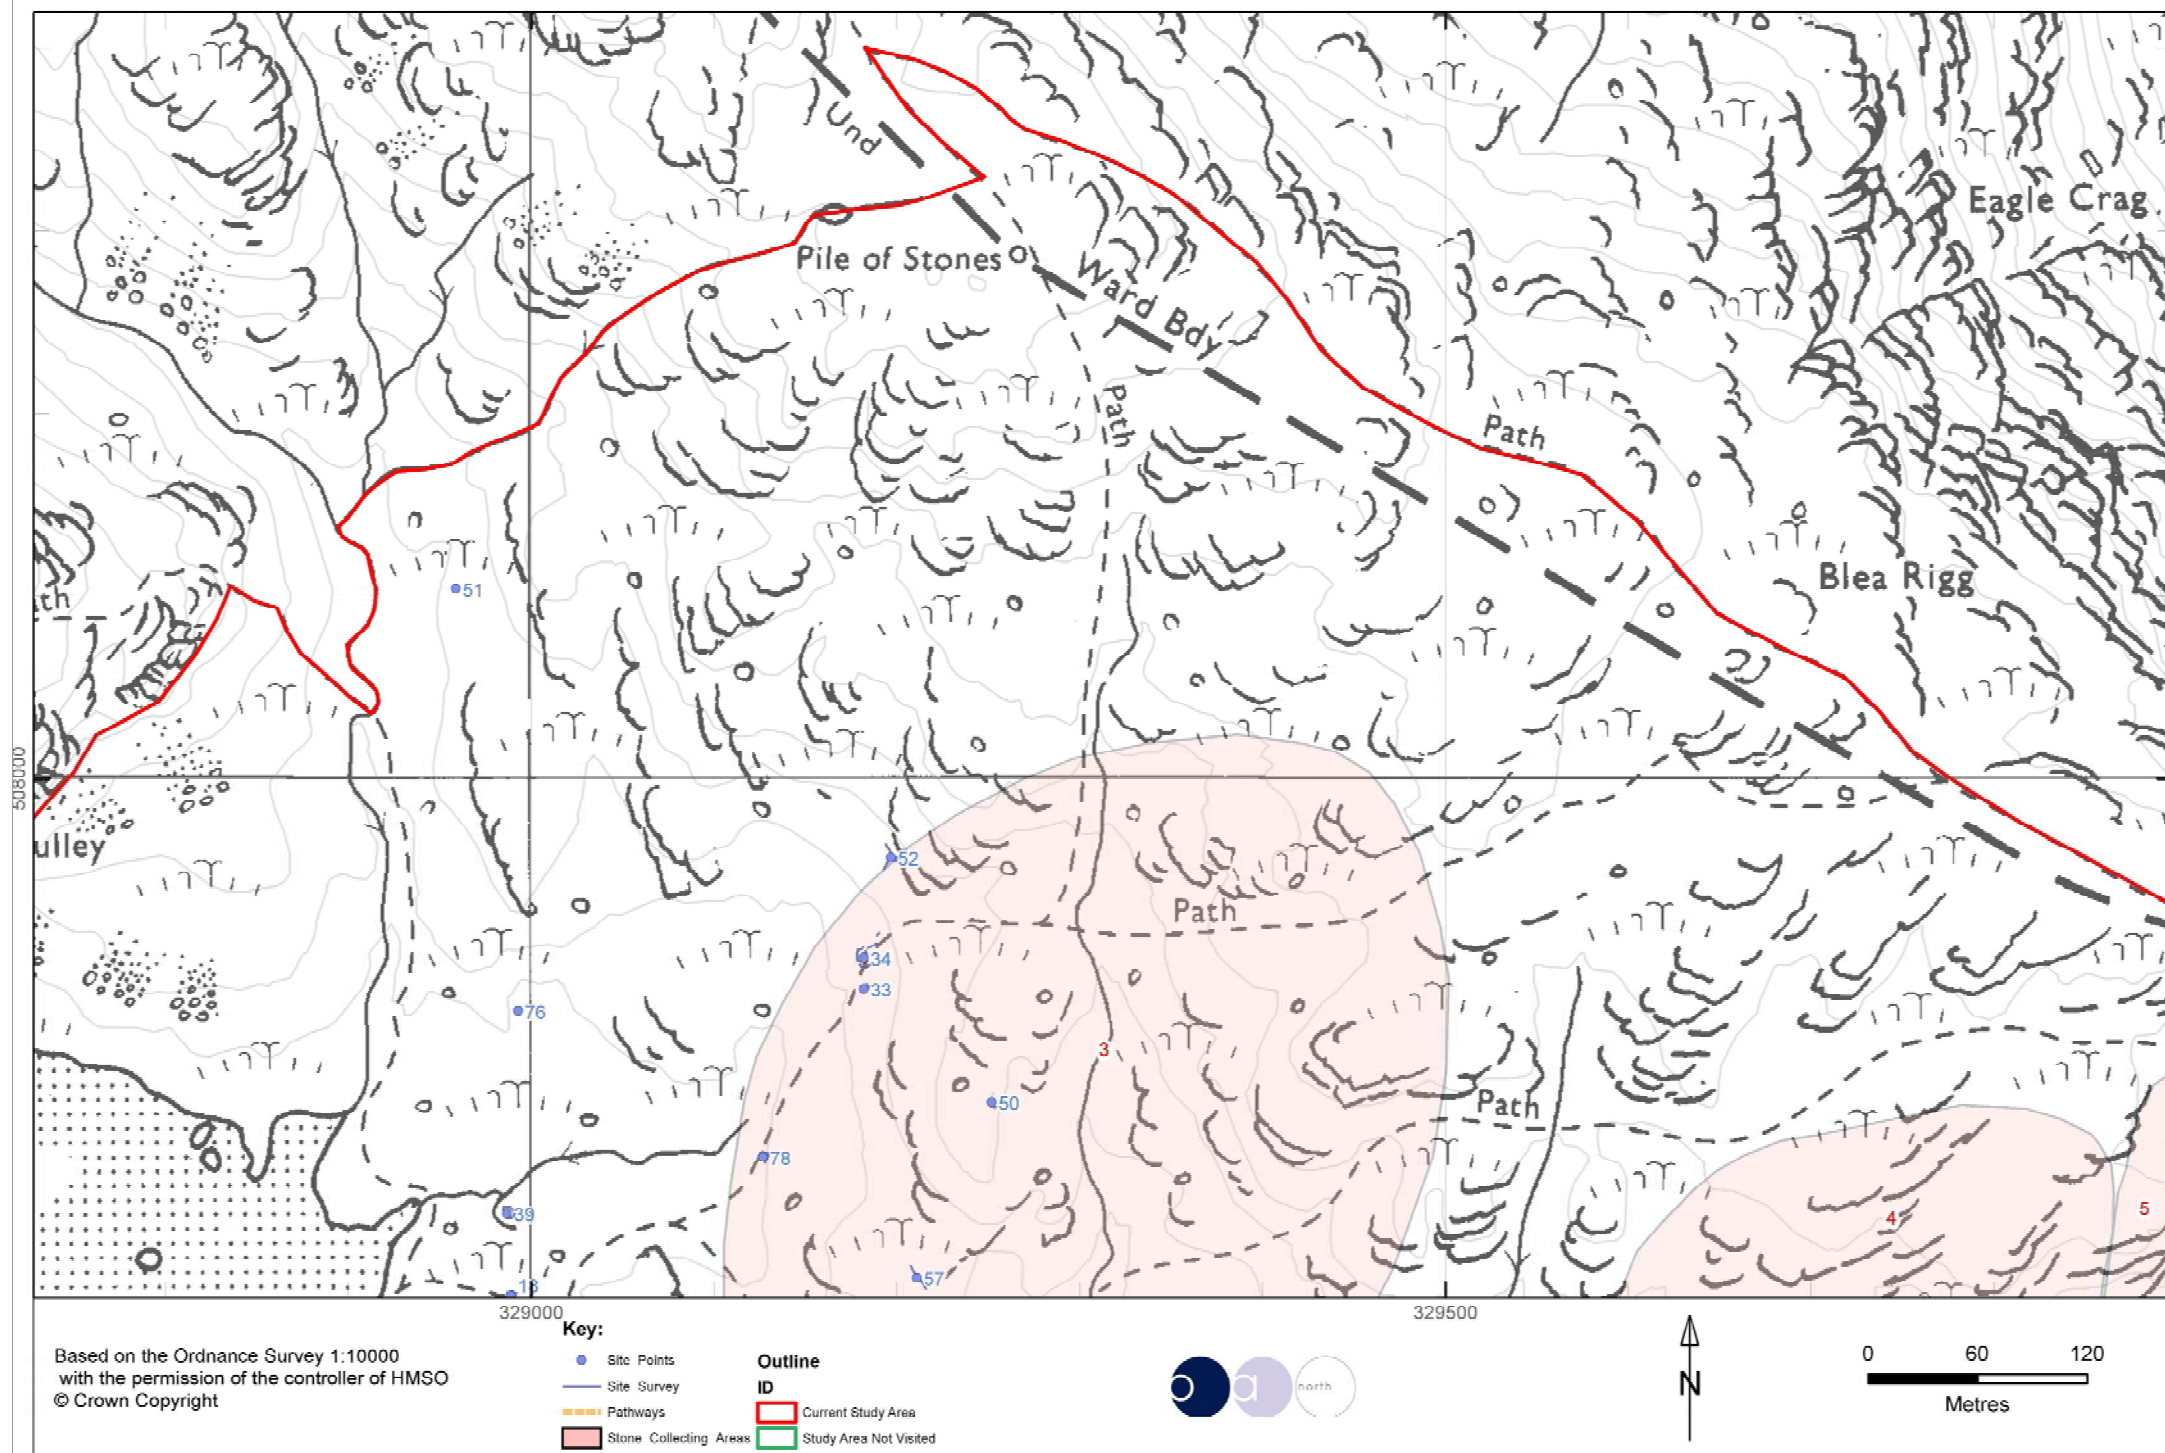 Und
Eagle Crag
Pile of Stones
Ward Bdy
Path
Path
51
Blea Rigg
ath
508000
ulley
52
Path
34
33
76
3
50
Path
78
39
4
5
57
13
329000
329500
Key:
Based on the Ordnance Survey 1:10000
with the permission of the controller of HMSO
© Crown Copyright
Site Points
Site Survey
Pathways
Stone Collecting Areas
Outline
ID
Current Study Area
Study Area Not Visited
o a north
N
0 60 120
Metres